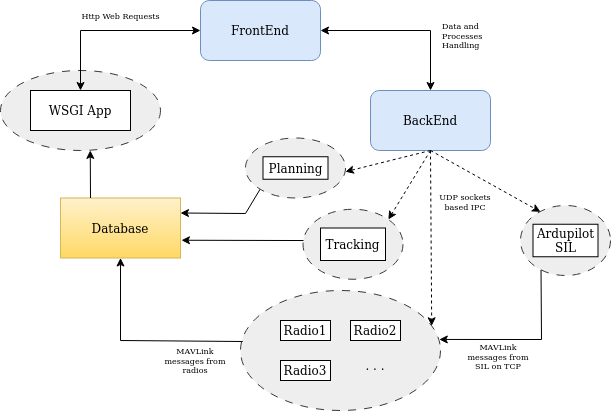 Http Web Requests
FrontEnd
Data and
Processes
Handling
WSGI App
BackEnd
Planning
UDP sockets
based IPC
Database
Tracking
Ardupilot
SIL
Radio1
Radio2
Radio3
. . .
MAVLink
messages from
radios
MAVLink
messages from
SIL on TCP